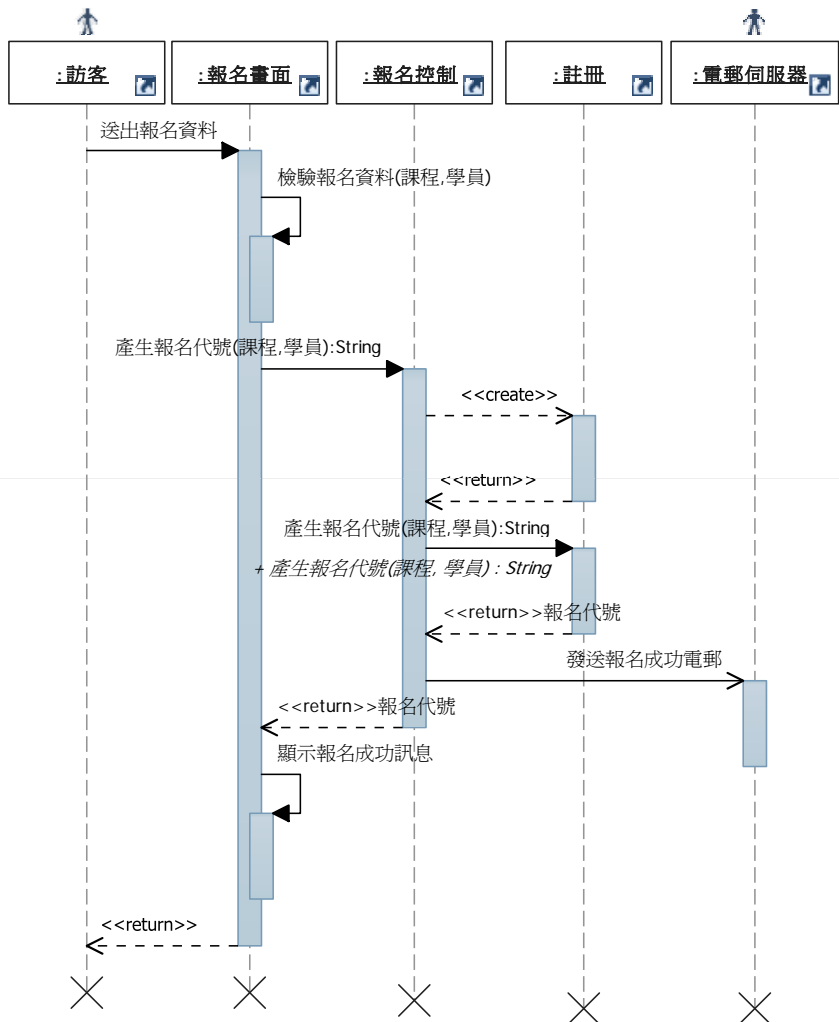 :訪客
:報名畫面
:報名控制
:註冊
:電郵伺服器
送出報名資料
檢驗報名資料(課程,學員)
產生報名代號(課程,學員):String
<<create>>
<<return>>
產生報名代號(課程,學員):String
+ 產生報名代號(課程, 學員) : String
<<return>>報名代號
發送報名成功電郵
<<return>>報名代號
顯示報名成功訊息
<<return>>